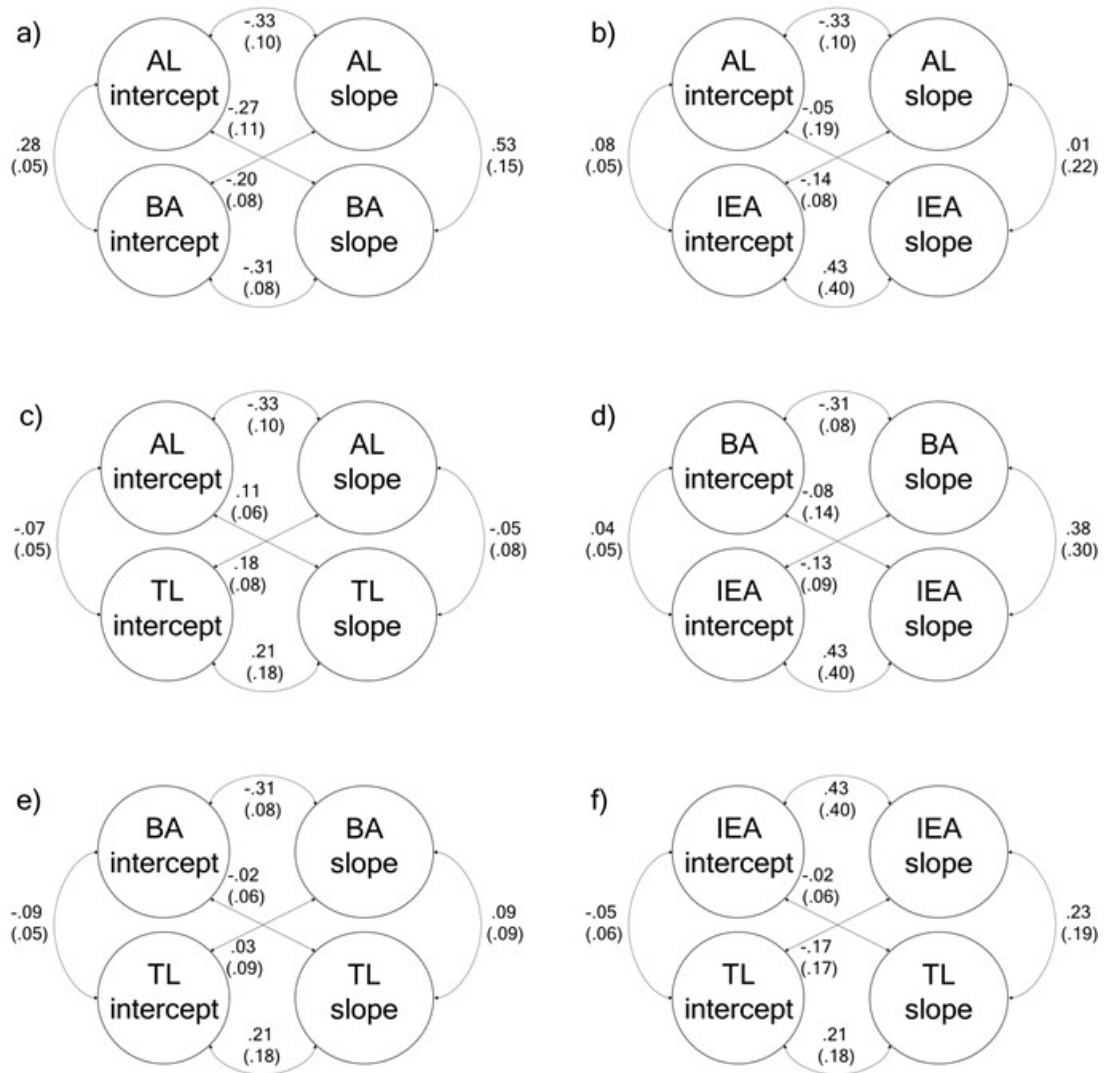 a)
-.33
(.10)
AL
intercept
AL
slope
-.27
(.11)
.28
(.05)
.53
(.15)
-.20
(.08)
BA
intercept
BA
slope
-.31
(.08)
b)
-.33
(.10)
AL
intercept
AL
slope
-.05
(.19)
.08
(.05)
.01
(.22)
-.14
(.08)
IEA
intercept
IEA
slope
.43
(.40)
c)
-.33
(.10)
AL
intercept
AL
slope
.11
(.06)
-.07
(.05)
-.05
(.08)
.18
(.08)
TL
intercept
TL
slope
.21
(.18)
d)
-.31
(.08)
BA
intercept
BA
slope
-.08
(.14)
.04
(.05)
.38
(.30)
-.13
(.09)
IEA
intercept
IEA
slope
.43
(.40)
e)
-.31
(.08)
BA
intercept
BA
slope
-.02
(.06)
-.09
(.05)
.09
(.09)
.03
(.09)
TL
intercept
TL
slope
.21
(.18)
f)
.43
(.40)
IEA
intercept
IEA
slope
-.02
(.06)
-.05
(.06)
.23
(.19)
-.17
(.17)
TL
intercept
TL
slope
.21
(.18)